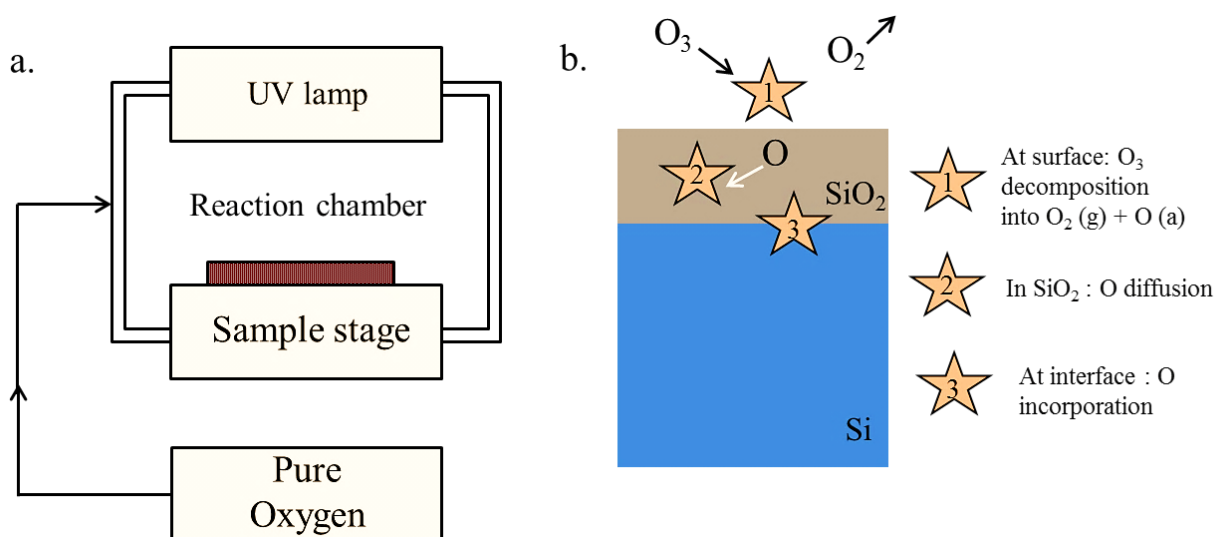 a.
UV lamp
Reaction chamber
Sample stage
Pure
Oxygen
b.
O3
O2
1
2
O
SiO2
3
Si
1
At surface: O3
decomposition
into O2 (g) + O (a)
2
In SiO2 : O diffusion
3
At interface : O
incorporation